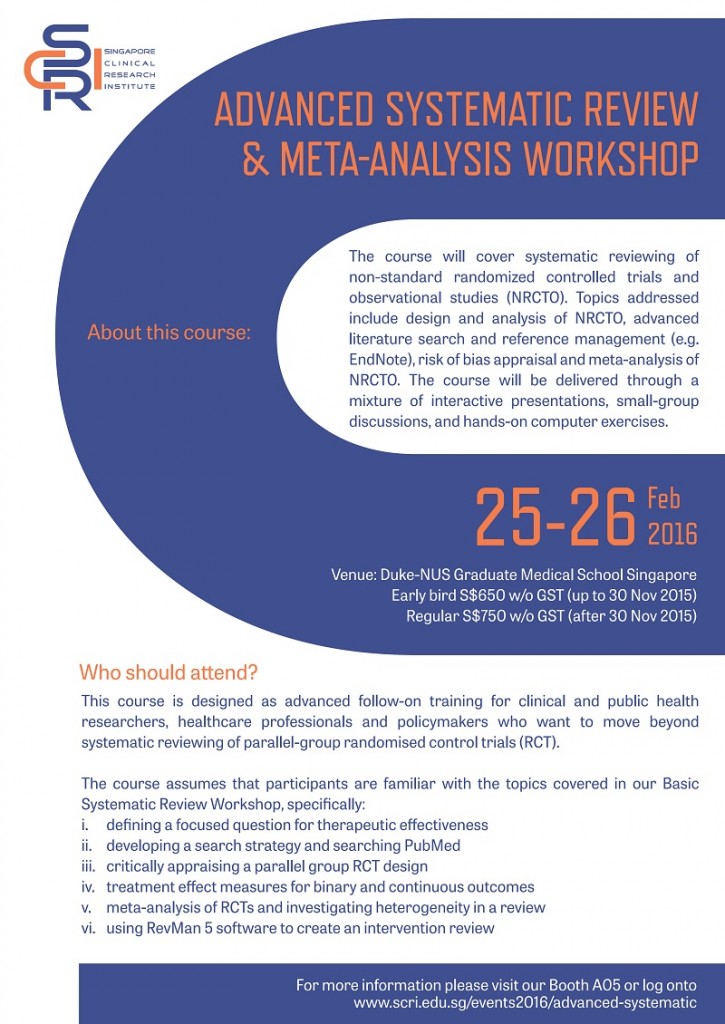 SCRI
SINGAPORE
CLINICAL
RESEARCH
INSTITUTE
ADVANCED SYSTEMATIC REVIEW
& META-ANALYSIS WORKSHOP
About this course:
The course will cover systematic reviewing of
non-standard randomized controlled trials and
observational studies (NRCTO). Topics addressed
include design and analysis of NRCTO, advanced
literature search and reference management (e.g.
EndNote), risk of bias appraisal and meta-analysis of
NRCTO. The course will be delivered through a
mixture of interactive presentations, small-group
discussions, and hands-on computer exercises.
25-26 Feb
2016
Venue: Duke-NUS Graduate Medical School Singapore
Early bird S$650 w/o GST (up to 30 Nov 2015)
Regular S$750 w/o GST (after 30 Nov 2015)
Who should attend?
This course is designed as advanced follow-on training for clinical and public health
researchers, healthcare professionals and policymakers who want to move beyond
systematic reviewing of parallel-group randomised control trials (RCT).
The course assumes that participants are familiar with the topics covered in our Basic
Systematic Review Workshop, specifically:
i. defining a focused question for therapeutic effectiveness
ii. developing a search strategy and searching PubMed
iii. critically appraising a parallel group RCT design
iv. treatment effect measures for binary and continuous outcomes
v. meta-analysis of RCTs and investigating heterogeneity in a review
vi. using RevMan 5 software to create an intervention review
For more information please visit our Booth A05 or log onto
www.scri.edu.sg/events2016/advanced-systematic